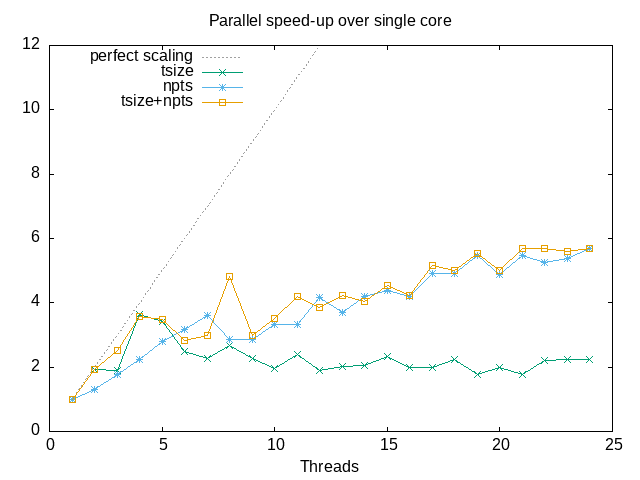 Parallel speed-up over single core
12
10
8
6
4
2
0
perfect scaling
tsize
npts
tsize+npts
0 5 10 15 20 25
Threads